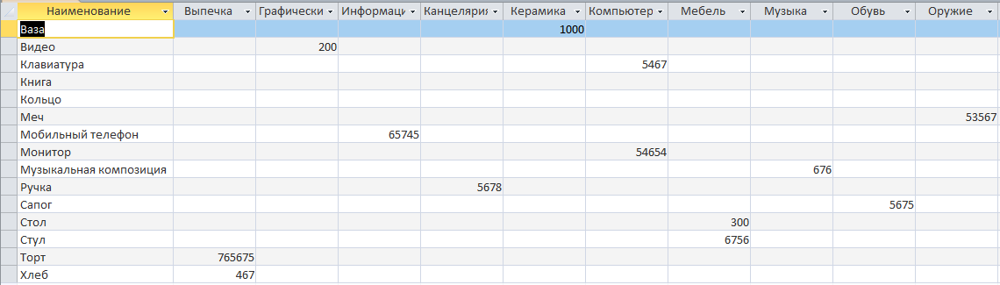 Наименование Выпечка Графически Информаци Канцелярия Керамика Компьютер Мебель Музыка Обувь Оружие
Ваза 1000
Видео 200
Клавиатура 5467
Книга
Кольцо
Меч 53567
Мобильный телефон 65745
Монитор 54654
Музыкальная композиция 676
Ручка 5678
Сапог 5675
Стол 300
Стул 6756
Торт 765675
Хлеб 467